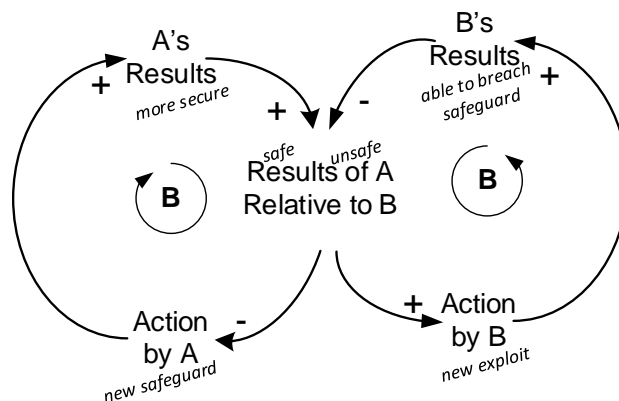 A's
Results
+
more secure
+
B's
Results
+
able to breach
safeguard
-
safe
unsafe
Results of A
Relative to B
B
B
-
Action
by A
new safeguard
+
Action
by B
new exploit